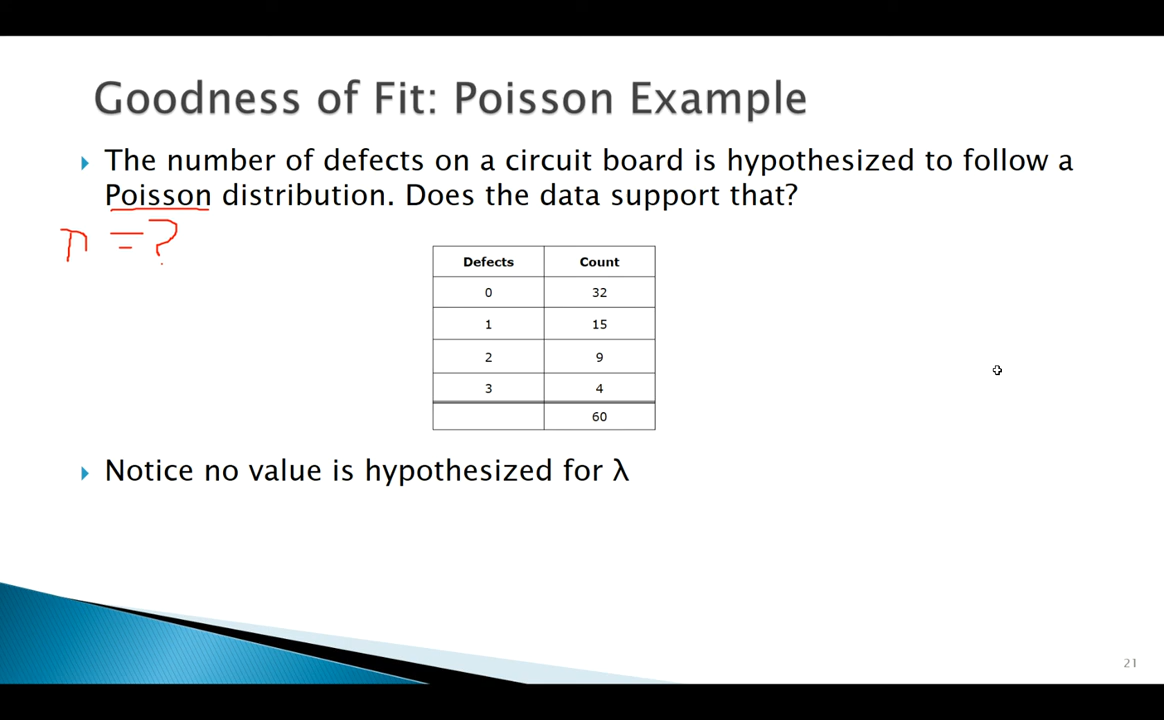 Goodness of Fit: Poisson Example
The number of defects on a circuit board is hypothesized to follow a
Poisson distribution. Does the data support that?
n = ?
Defects Count
0 32
1 15
2 9
3 4
60
Notice no value is hypothesized for λ
21